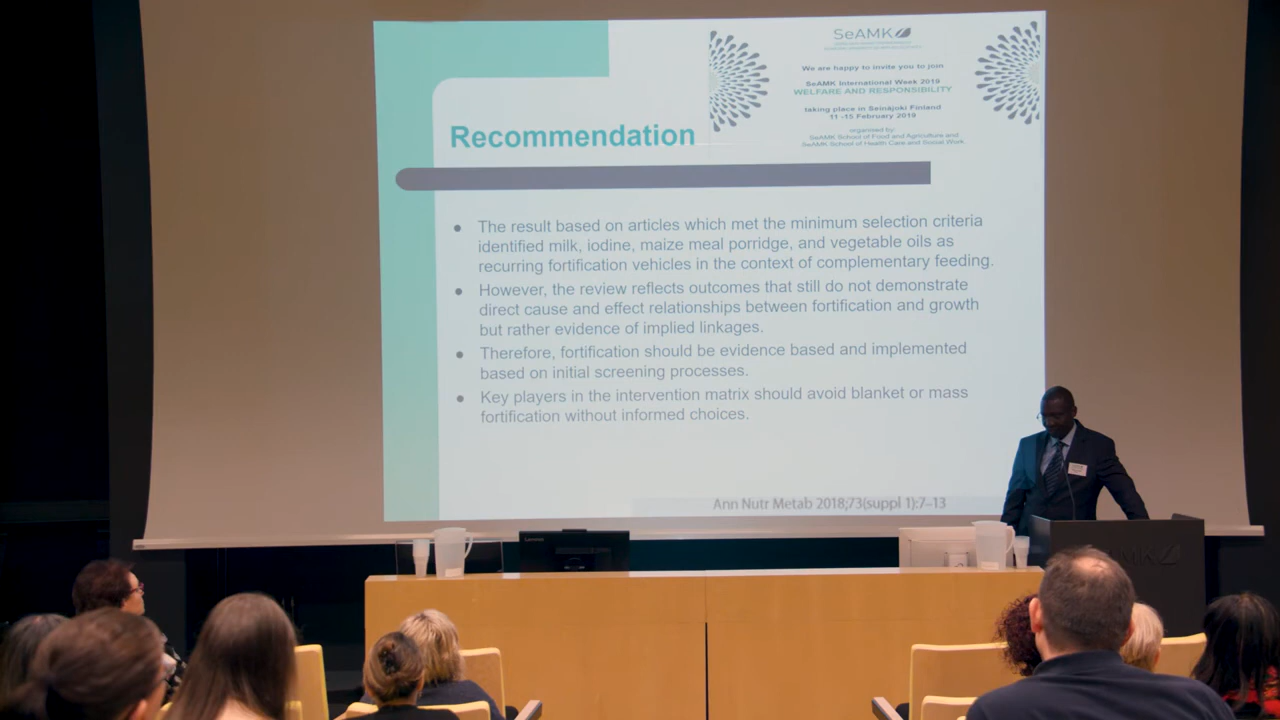 SeAMK
We are happy to invite you to join
SeAMK International Week 2019
WELFARE AND RESPONSIBILITY
taking place in Seinäjoki Finland
11 -15 February 2019
organised by
SeAMK School of Food and Agriculture and
SeAMK School of Health Care and Social Work
Recommendation
● The result based on articles which met the minimum selection criteria
identified milk, iodine, maize meal porridge, and vegetable oils as
recurring fortification vehicles in the context of complementary feeding.
● However, the review reflects outcomes that still do not demonstrate
direct cause and effect relationships between fortification and growth
but rather evidence of implied linkages.
● Therefore, fortification should be evidence based and implemented
based on initial screening processes.
● Key players in the intervention matrix should avoid blanket or mass
fortification without informed choices.
Ann Nutr Metab 2018;73(suppl 1):7–13
Lenovo
SeAMK